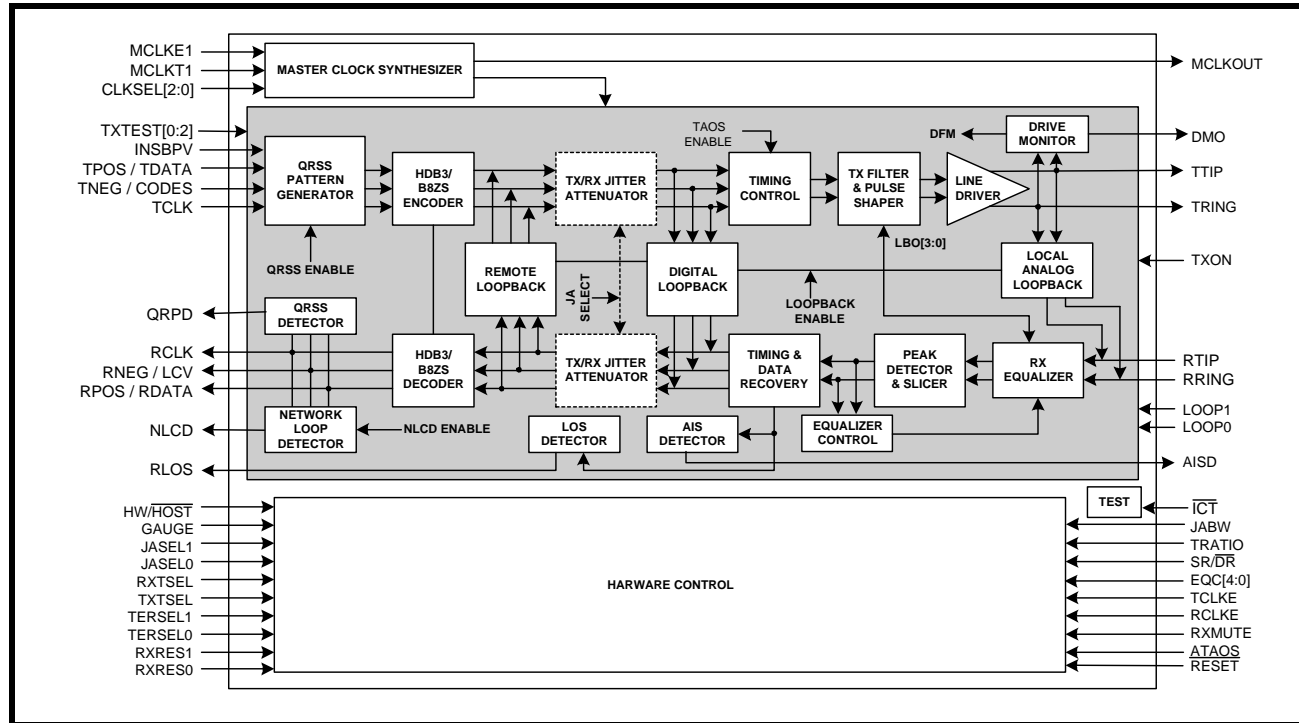 MCLKE1
MCLKT1
CLKSEL[2:0]
MASTER CLOCK SYNTHESIZER
MCLKOUT
TXTEST[0:2]
INSBPV
TPOS / TDATA
TNEG / CODES
TCLK
QRSS
PATTERN
GENERATOR
HDB3/
B8ZS
ENCODER
TX/RX JITTER
ATTENUATOR
TAOS
ENABLE
TIMING
CONTROL
TX FILTER
& PULSE
SHAPER
LINE
DRIVER
DFM
DRIVE
MONITOR
DMO
TTIP
TRING
QRSS ENABLE
REMOTE
LOOPBACK
JA
SELECT
DIGITAL
LOOPBACK
LOOPBACK
ENABLE
LBO[3:0]
LOCAL
ANALOG
LOOPBACK
TXON
QRPD
RCLK
RNEG / LCV
RPOS / RDATA
NLCD
RLOS
QRSS
DETECTOR
NETWORK
LOOP
DETECTOR
NLCD ENABLE
HDB3/
B8ZS
DECODER
TX/RX JITTER
ATTENUATOR
TIMING &
DATA
RECOVERY
PEAK
DETECTOR
& SLICER
RX
EQUALIZER
LOS
DETECTOR
AIS
DETECTOR
EQUALIZER
CONTROL
RTIP
RRING
LOOP1
LOOP0
AISD
HW/HOST
GAUGE
JASEL1
JASEL0
RXTSEL
TXTSEL
TERSEL1
TERSEL0
RXRES1
RXRES0
HARWARE CONTROL
TEST
ICT
JABW
TRATIO
SR/DR
EQC[4:0]
TCLKE
RCLKE
RXMUTE
ATAOS
RESET